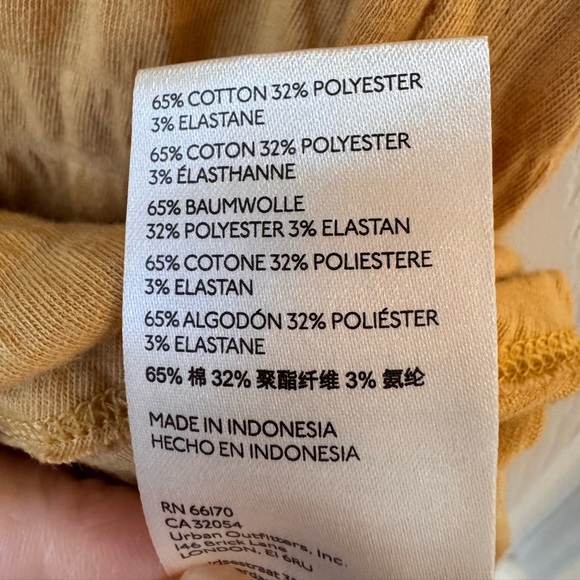 65% COTTON 32% POLYESTER
3% ELASTANE
65% COTON 32% POLYESTER
3% ÉLASTHANNE
65% BAUMWOLLE
32% POLYESTER 3% ELASTAN
65% COTONE 32% POLIESTERE
3% ELASTAN
65% ALGODÓN 32% POLIÉSTER
3% ELASTANE
65% 棉 32% 聚酯纤维 3% 氨纶
MADE IN INDONESIA
HECHO EN INDONESIA
RN 66170
CA 32054
Urban Outfitters, Inc.
146 Brick Lane
LONDON, E1 6RU